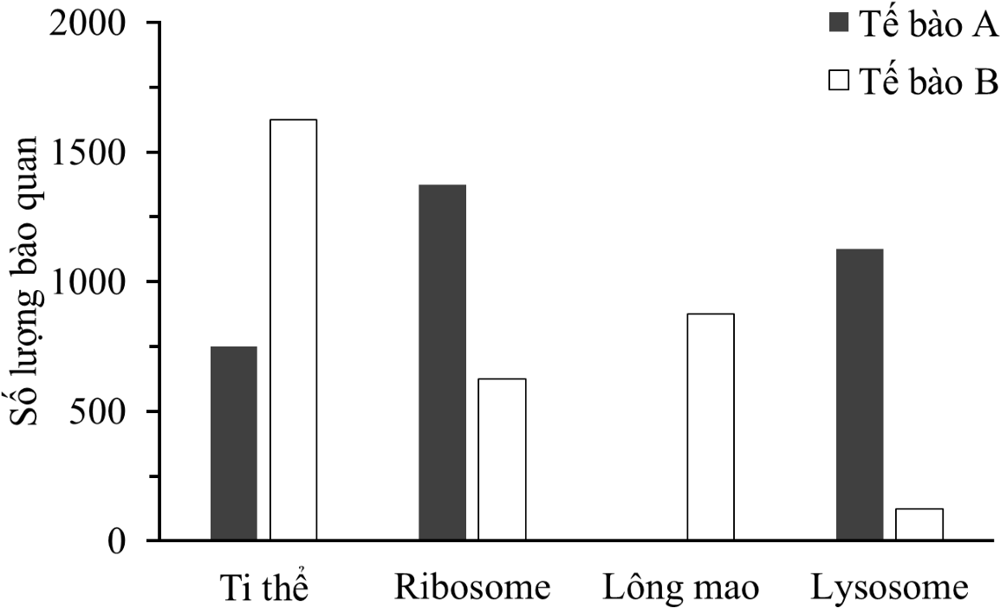 2000
1500
1000
500
0
Số lượng bào quan
Tế bào A
Tế bào B
Ti thể
Ribosome
Lông mao
Lysosome